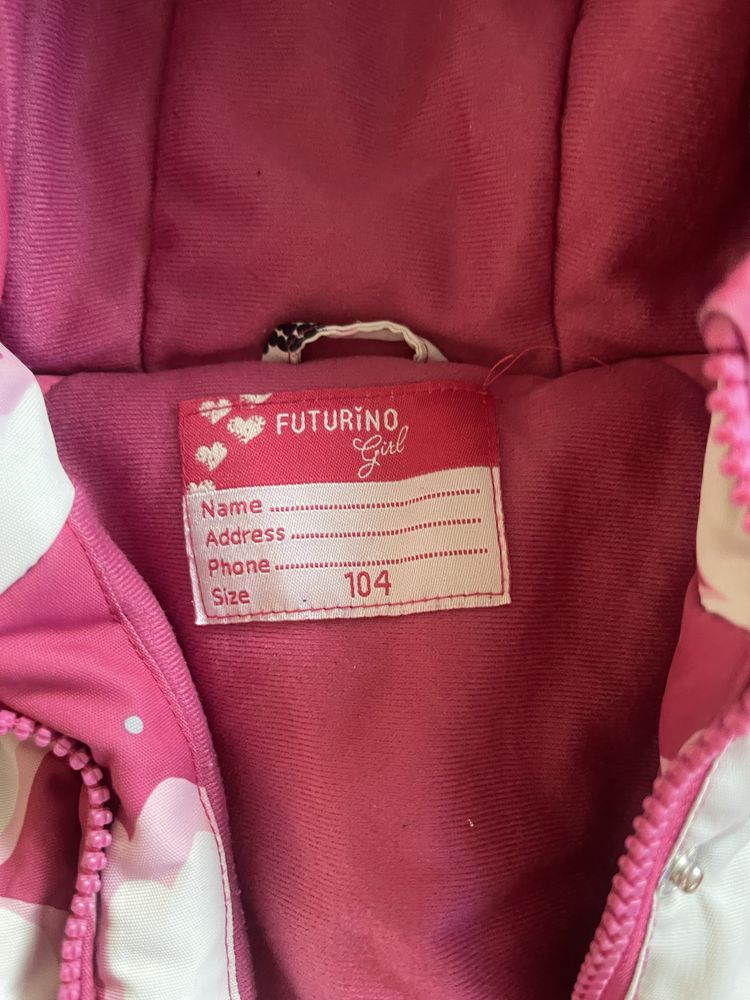 FUTURINO
Girl
Name ................................
Address ..............................
Phone ................................
Size 104